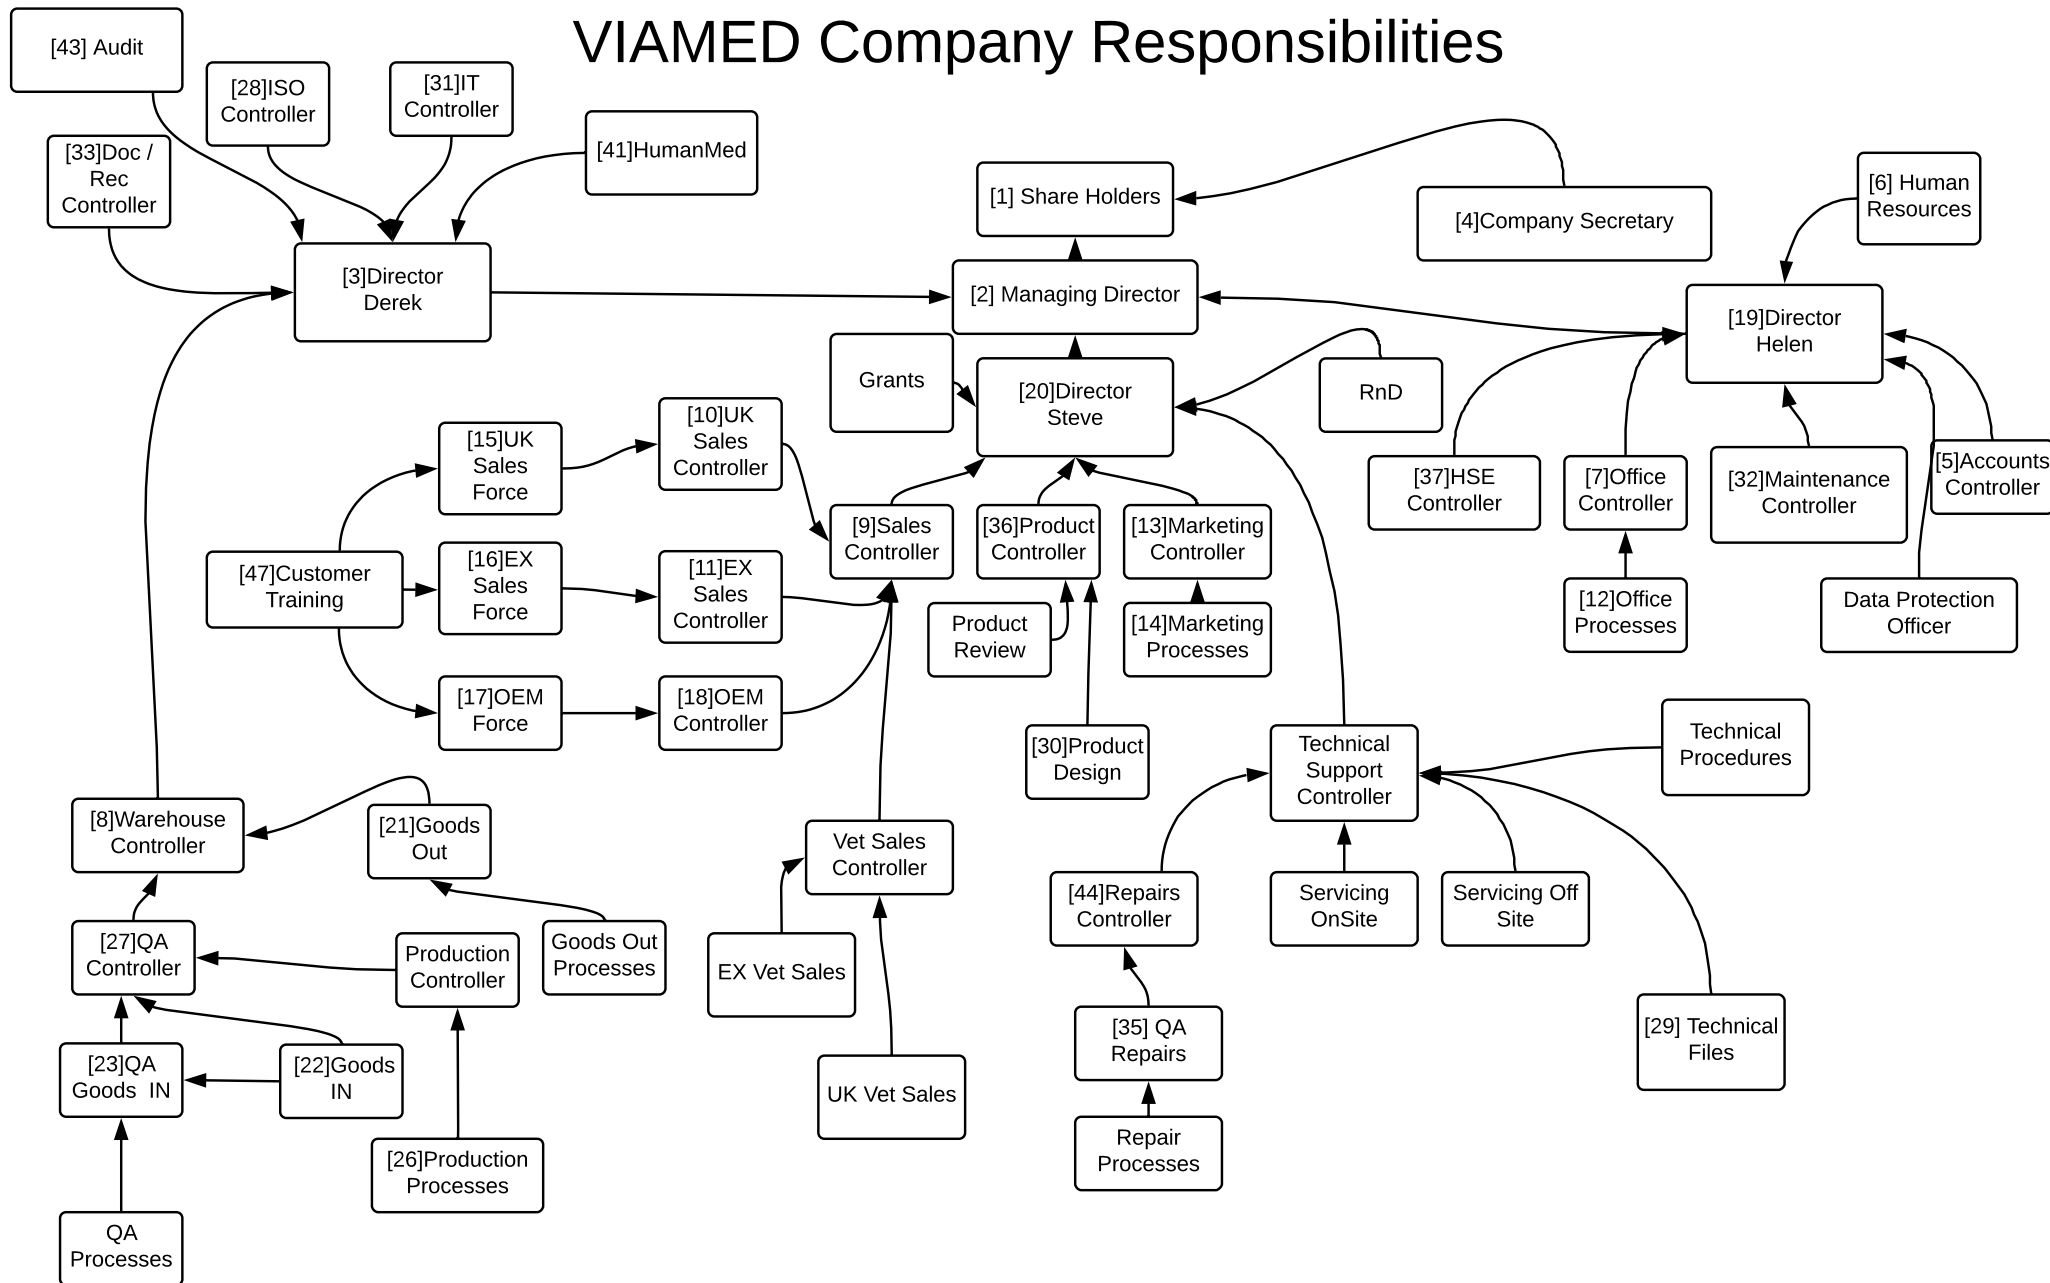 VIAMED Company Responsibilities
[43] Audit
[28]ISO
Controller
[31]IT
Controller
[41]HumanMed
[33]Doc /
Rec
Controller
[1] Share Holders
[4]Company Secretary
[6] Human
Resources
[3]Director
Derek
[2] Managing Director
[19]Director
Helen
Grants
[20]Director
Steve
RnD
[15]UK
Sales
Force
[10]UK
Sales
Controller
[37]HSE
Controller
[7]Office
Controller
[32]Maintenance
Controller
[5]Accounts
Controller
[9]Sales
Controller
[36]Product
Controller
[13]Marketing
Controller
[47]Customer
Training
[16]EX
Sales
Force
[11]EX
Sales
Controller
Product
Review
[14]Marketing
Processes
[12]Office
Processes
Data Protection
Officer
[17]OEM
Force
[18]OEM
Controller
[30]Product
Design
Technical
Support
Controller
Technical
Procedures
[8]Warehouse
Controller
[21]Goods
Out
Vet Sales
Controller
[44]Repairs
Controller
Servicing
OnSite
Servicing Off
Site
[27]QA
Controller
Production
Controller
Goods Out
Processes
EX Vet Sales
[35] QA
Repairs
[29] Technical
Files
[23]QA
Goods  IN
[22]Goods
IN
UK Vet Sales
[26]Production
Processes
Repair
Processes
QA
Processes